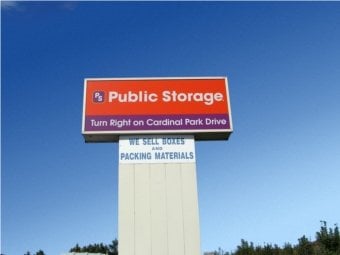 PS Public Storage
Turn Right on Cardinal Park Drive
WE SELL BOXES
AND
PACKING MATERIALS